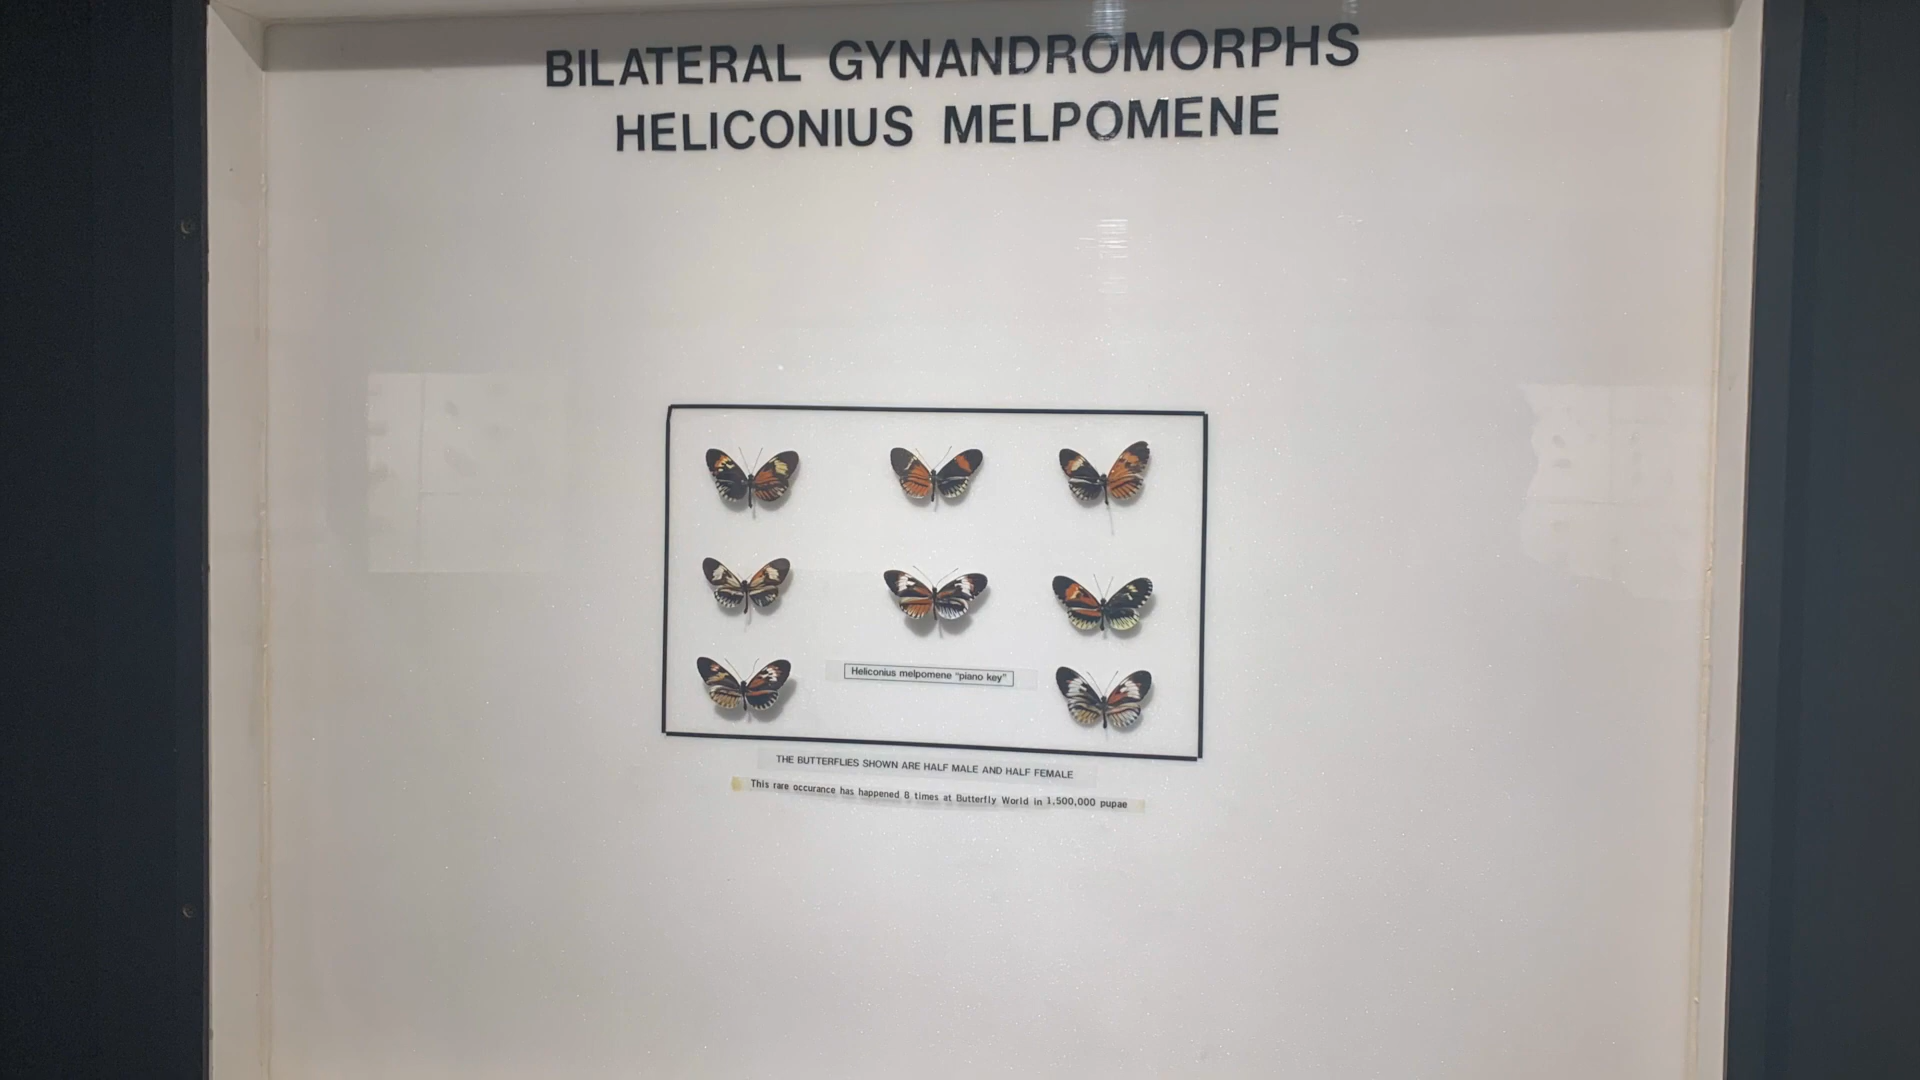 BILATERAL GYNANDROMORPHS
HELICONIUS MELPOMENE
Heliconius melpomene "piano key"
THE BUTTERFLIES SHOWN ARE HALF MALE AND HALF FEMALE
This rare occurance has happened 8 times at Butterfly World in 1,500,000 pupae